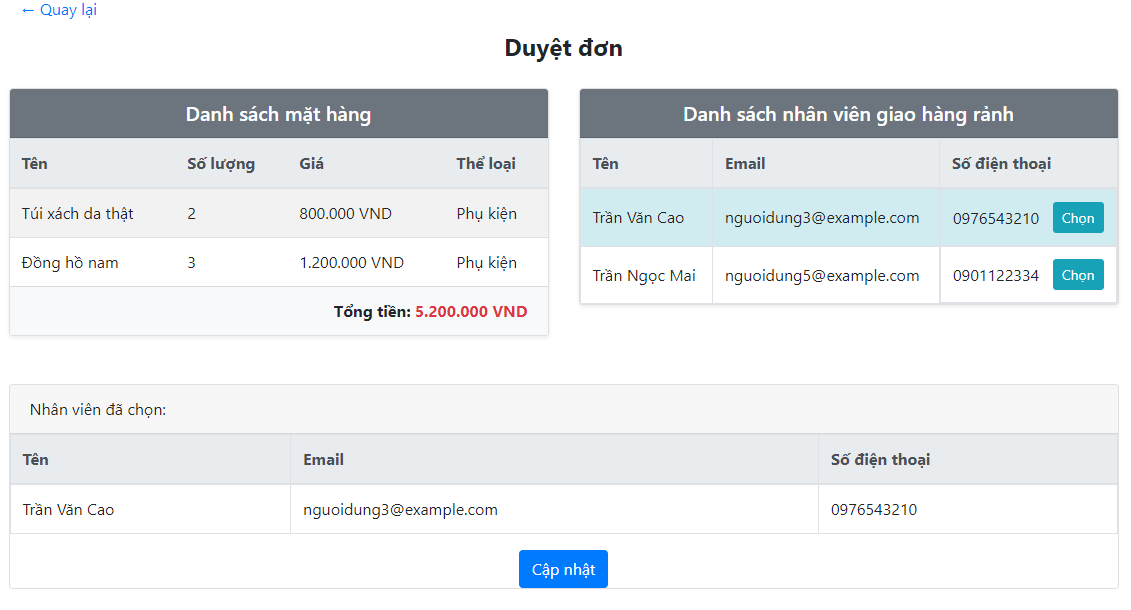 ← Quay lại
Duyệt đơn
Danh sách mặt hàng
Tên Số lượng Giá Thể loại
Túi xách da thật 2 800.000 VND Phụ kiện
Đồng hồ nam 3 1.200.000 VND Phụ kiện
Tổng tiền: 5.200.000 VND
Danh sách nhân viên giao hàng rảnh
Tên Email Số điện thoại
Trần Văn Cao nguoidung3@example.com 0976543210 Chọn
Trần Ngọc Mai nguoidung5@example.com 0901122334 Chọn
Nhân viên đã chọn:
Tên Email Số điện thoại
Trần Văn Cao nguoidung3@example.com 0976543210
Cập nhật